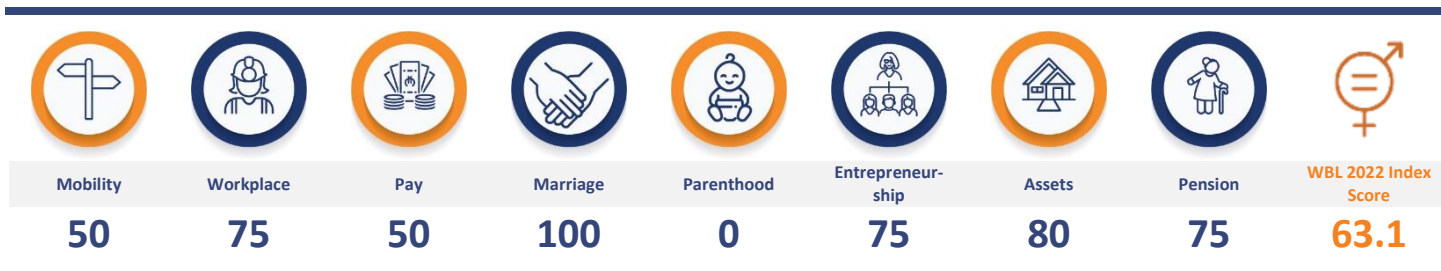 Mobility
Workplace
Pay
Marriage
Parenthood
Entrepreneur-
ship
Assets
Pension
WBL 2022 Index
Score
50
75
50
100
0
75
80
75
63.1